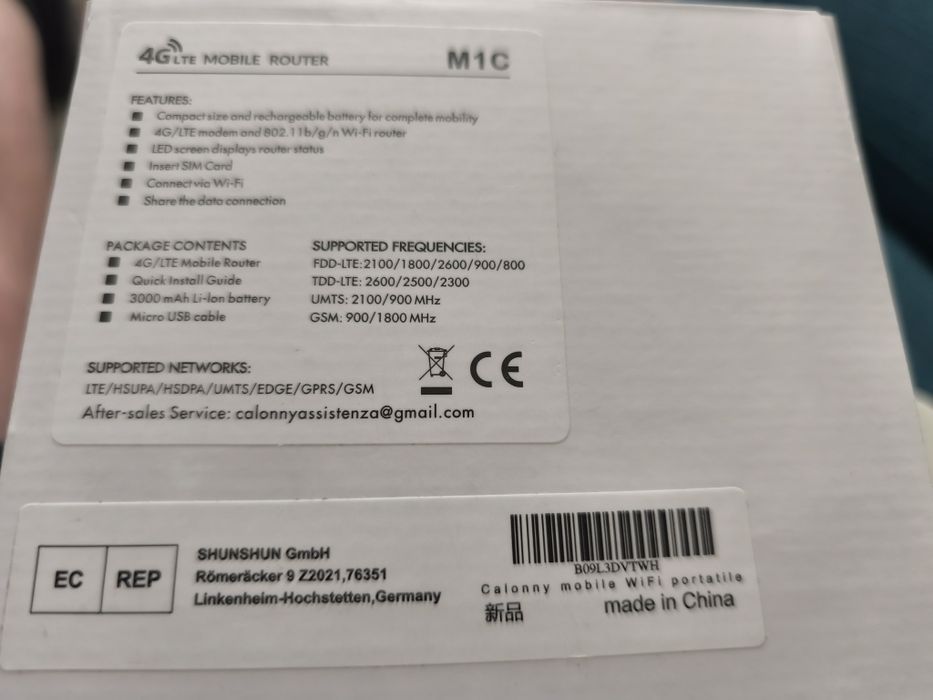 4G LTE MOBILE ROUTER M1C
FEATURES:
Compact size and rechargeable battery for complete mobility
4G/LTE modem and 802.11b/g/n Wi-Fi router
LED screen displays router status
Insert SIM Card
Connect via Wi-Fi
Share the data connection
PACKAGE CONTENTS
4G/LTE Mobile Router
Quick Install Guide
3000 mAh Li-Ion battery
Micro USB cable
SUPPORTED FREQUENCIES:
FDD-LTE:2100/1800/2600/900/800
TDD-LTE: 2600/2500/2300
UMTS: 2100/900 MHz
GSM: 900/1800 MHz
SUPPORTED NETWORKS:
LTE/HSUPA/HSDPA/UMTS/EDGE/GPRS/GSM
After-sales Service: calonnyassistenza@gmail.com
CE
EC REP
SHUNSHUN GmbH
Römeräcker 9 Z2021,76351
Linkenheim-Hochstetten,Germany
B09L3DVTWH
Calonny mobile WiFi portatile
新品 made in China